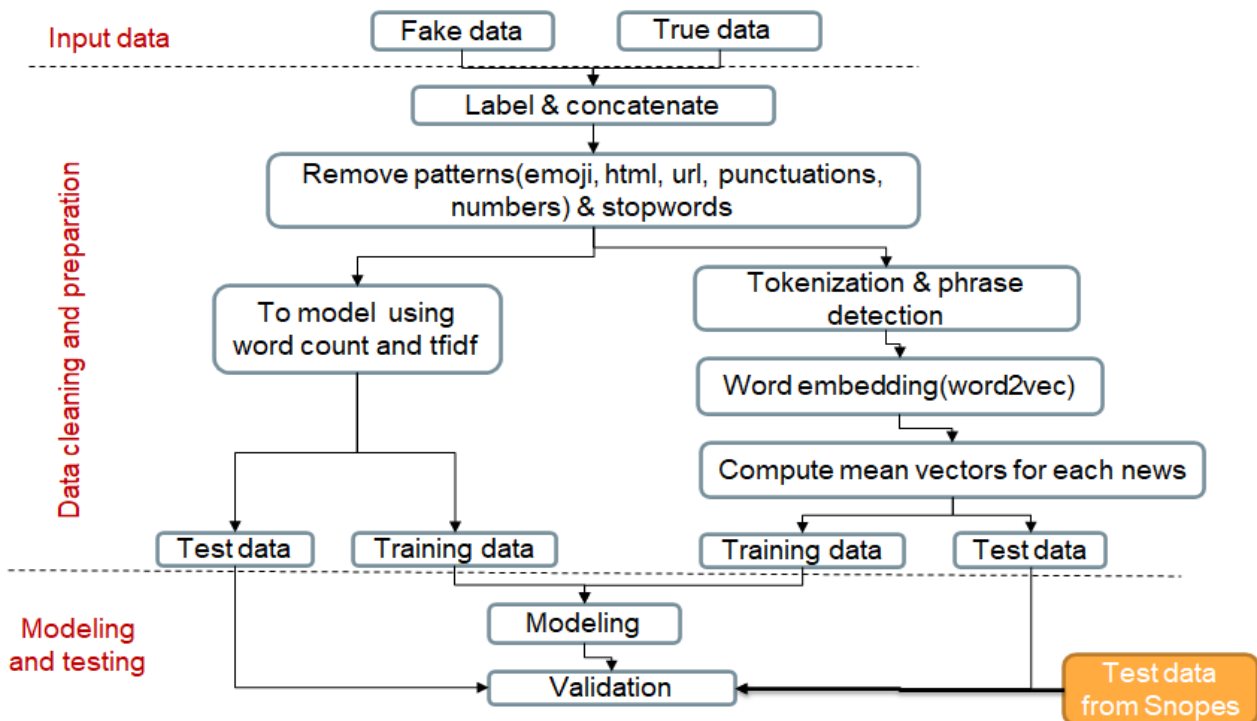 Input data
Fake data
True data
Label & concatenate
Data cleaning and preparation
Remove patterns(emoji, html, url, punctuations,
numbers) & stopwords
To model using
word count and tfidf
Tokenization & phrase
detection
Word embedding(word2vec)
Compute mean vectors for each news
Test data
Training data
Training data
Test data
Modeling
and testing
Modeling
Validation
Test data
from Snopes